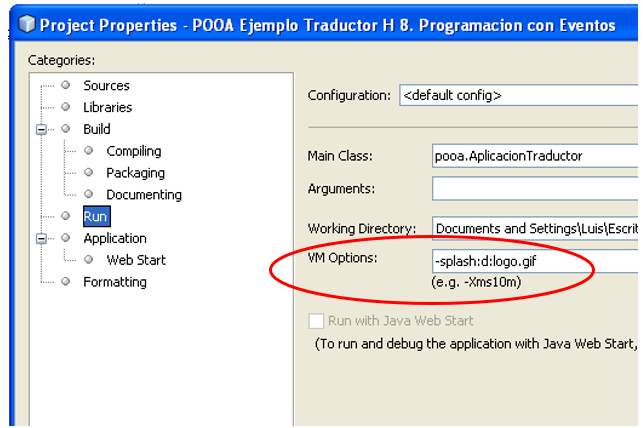 Project Properties - POOA Ejemplo Traductor H 8. Programacion con Eventos
Categories:
Sources
Libraries
Build
Compiling
Packaging
Documenting
Run
Application
Web Start
Formatting
Configuration: <default config>
Main Class: pooa.AplicacionTraductor
Arguments:
Working Directory: Documents and Settings\Luis\Escrit
VM Options: -splash:d:logo.gif
(e.g. -Xms10m)
Run with Java Web Start
(To run and debug the application with Java Web Start,